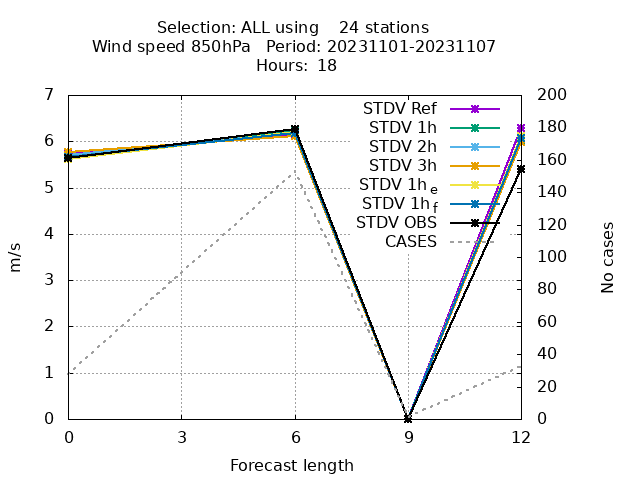 Selection: ALL using    24 stations
Wind speed 850hPa   Period: 20231101-20231107
Hours:  18
7
6
5
4
3
2
1
0
200
180
160
140
120
100
80
60
40
20
0
STDV Ref
STDV 1h
STDV 2h
STDV 3h
STDV 1h e
STDV 1h f
STDV OBS
CASES
m/s
No cases
0 3 6 9 12
Forecast length